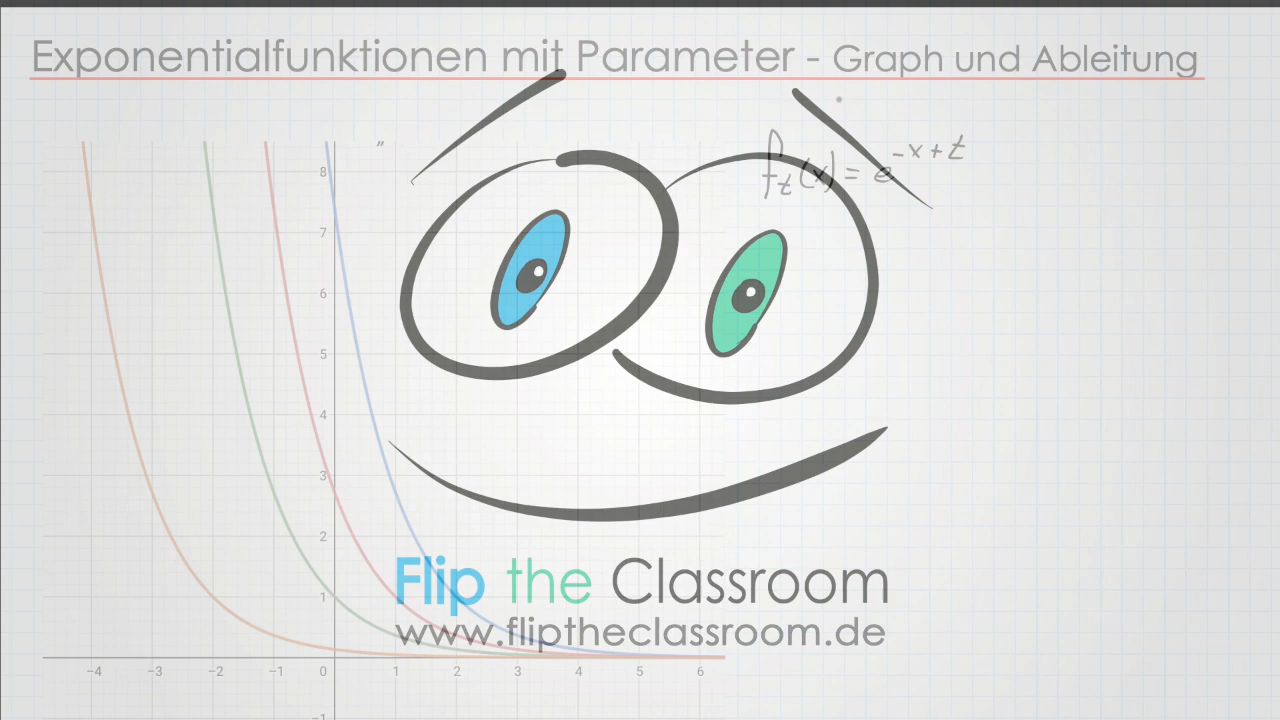 Exponentialfunktionen mit Parameter - Graph und Ableitung
"
f_t(x) = e^{-x+t}
8
7
6
5
4
3
2
1
-4 -3 -2 -1 0 1 2 3 4 5 6
-1
Flip the Classroom
www.fliptheclassroom.de